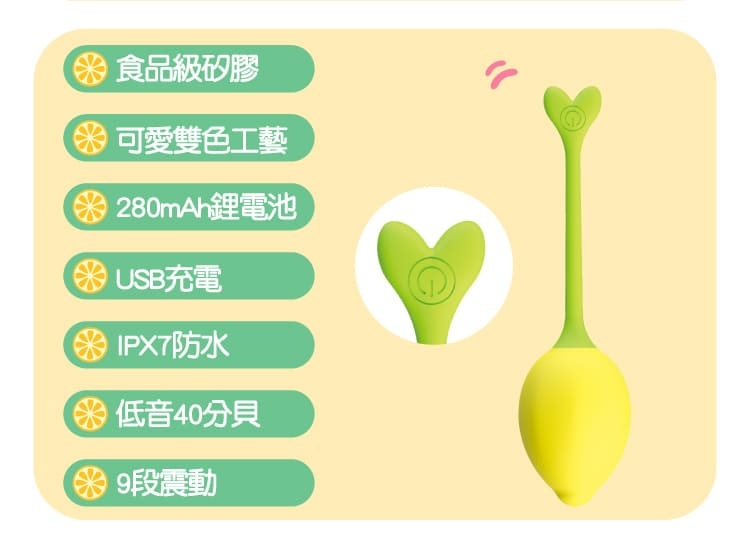 食品級矽膠
可愛雙色工藝
280mAh鋰電池
USB充電
IPX7防水
低音40分貝
9段震動